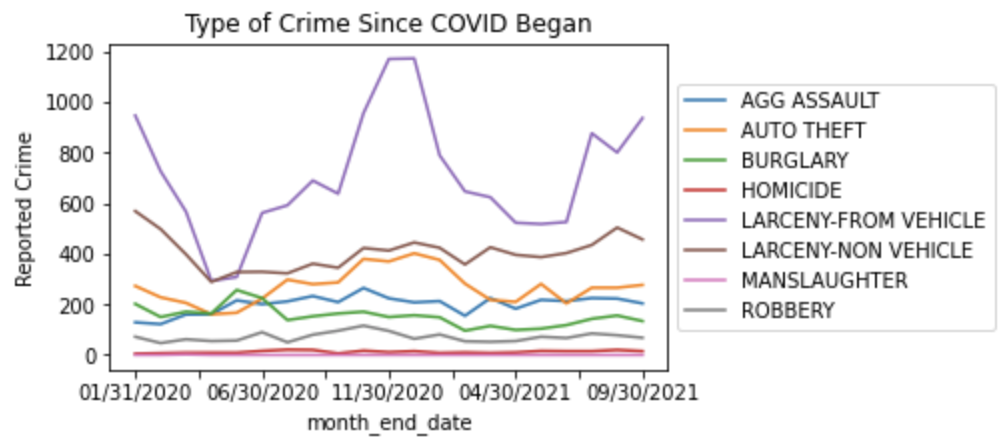 Type of Crime Since COVID Began
1200
1000
800
600
400
200
0
Reported Crime
01/31/2020 06/30/2020 11/30/2020 04/30/2021 09/30/2021
month_end_date
AGG ASSAULT
AUTO THEFT
BURGLARY
HOMICIDE
LARCENY-FROM VEHICLE
LARCENY-NON VEHICLE
MANSLAUGHTER
ROBBERY